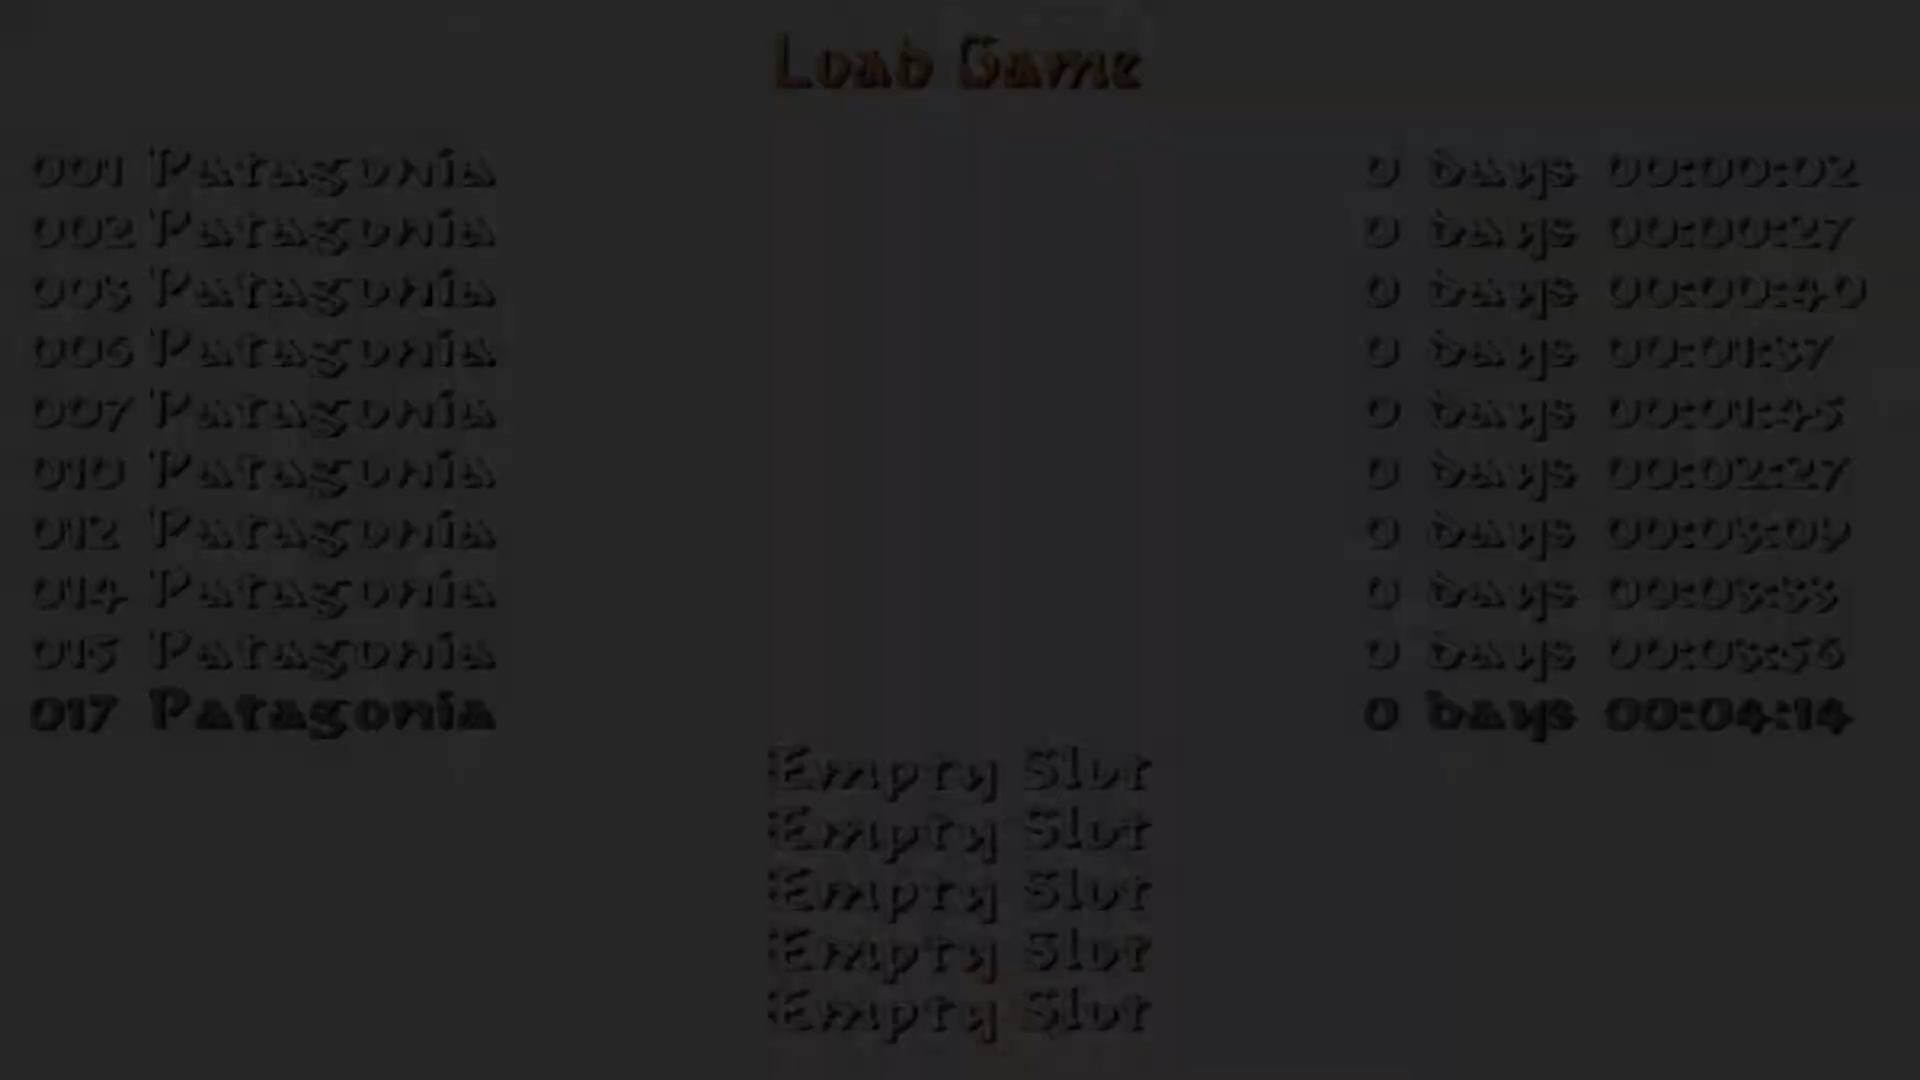 Load Game
001 Patagonia 0 days 00:00:02
002 Patagonia 0 days 00:00:27
003 Patagonia 0 days 00:00:40
006 Patagonia 0 days 00:01:37
007 Patagonia 0 days 00:01:45
010 Patagonia 0 days 00:02:27
012 Patagonia 0 days 00:03:09
014 Patagonia 0 days 00:03:33
015 Patagonia 0 days 00:03:56
017 Patagonia 0 days 00:04:14
Empty Slot
Empty Slot
Empty Slot
Empty Slot
Empty Slot